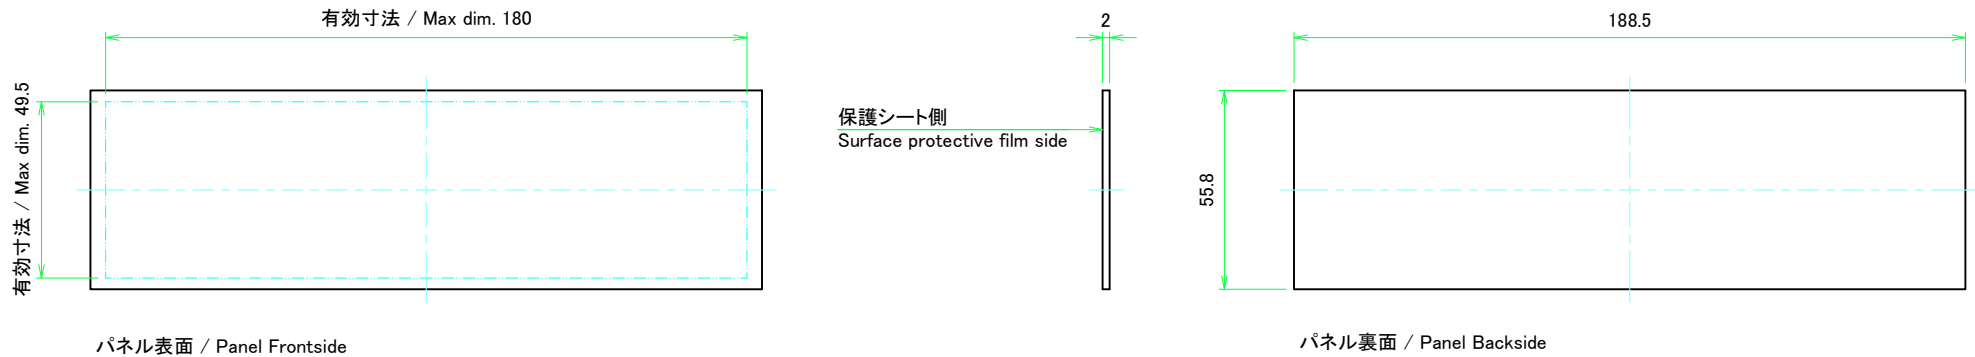 有効寸法 / Max dim. 180
有効寸法 / Max dim. 49.5
パネル表面 / Panel Frontside
2
保護シート側
Surface protective film side
188.5
55.8
パネル裏面 / Panel Backside